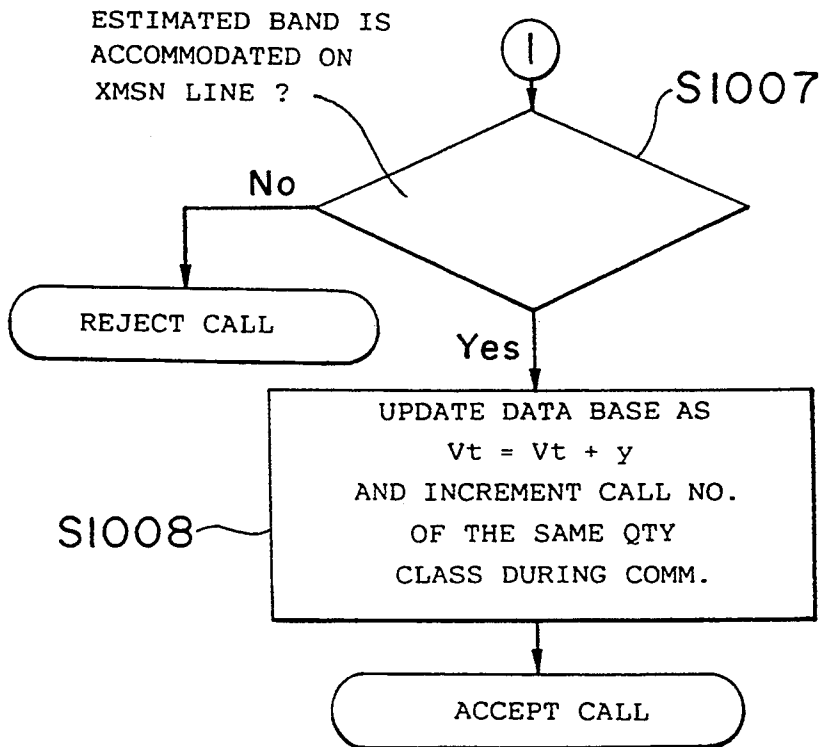 ESTIMATED BAND IS
ACCOMMODATED ON
XMSN LINE ?
1
S1007
No
REJECT CALL
Yes
UPDATE DATA BASE AS
Vt = Vt + y
AND INCREMENT CALL NO.
OF THE SAME QTY
CLASS DURING COMM.
S1008
ACCEPT CALL